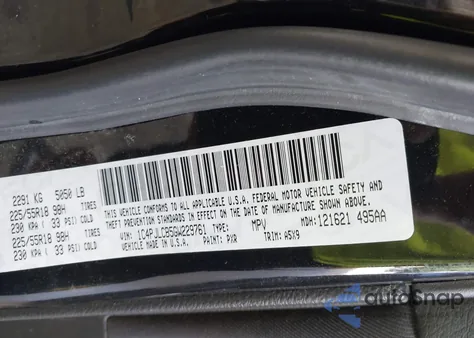 2291 KG 5050 LB
225/55R18 98H TIRES
230 KPA ( 33 PSI) COLD
225/55R18 98H TIRES
230 KPA ( 33 PSI) COLD
THIS VEHICLE CONFORMS TO ALL APPLICABLE U.S.A. FEDERAL MOTOR VEHICLE SAFETY AND
THEFT PREVENTION STANDARDS IN EFFECT IN U.S.A. ON THE DATE OF MANUFACTURE SHOWN ABOVE.
VIN: 1C4PJLCB5GW229761 TYPE: MPV MDH: 121621 495AA
PAINT: PXR TRIM: A5X9
autoSnap